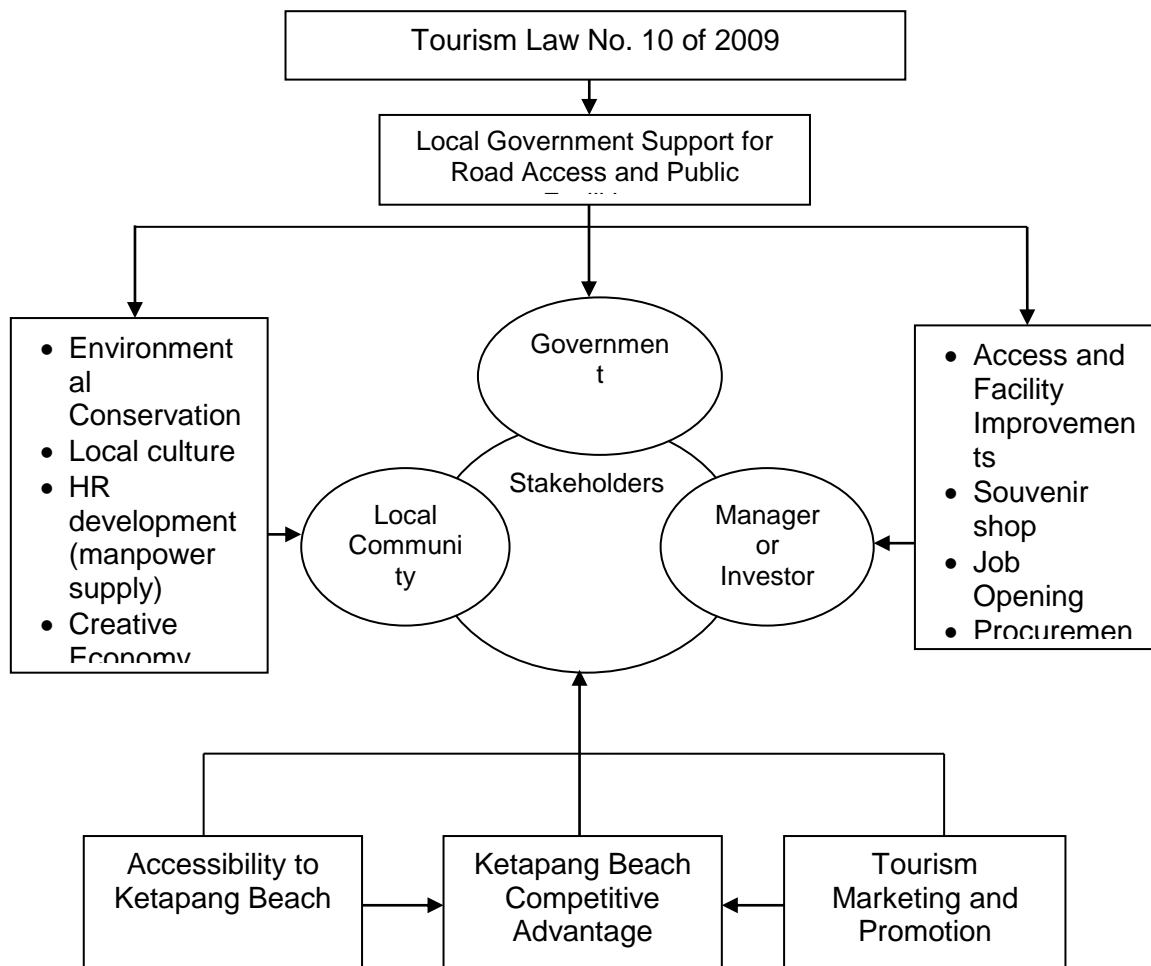 Tourism Law No. 10 of 2009
Local Government Support for
Road Access and Public
• Environment
al
Conservation
• Local culture
• HR
development
(manpower
supply)
• Creative
Economy
Governmen
t
Stakeholders
Local
Communi
ty
Manager
or
Investor
• Access and
Facility
Improvemen
ts
• Souvenir
shop
• Job
Opening
• Procuremen
Accessibility to
Ketapang Beach
Ketapang Beach
Competitive
Advantage
Tourism
Marketing and
Promotion